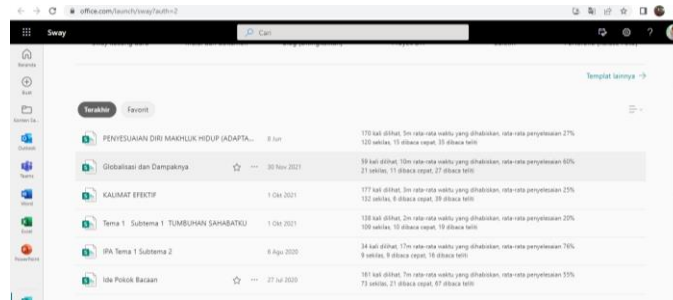 office.com/launch/sway?auth=2
Sway
Cari
Beranda
Buat
Templat lainnya →
Terakhir
Favorit
PENYESUAIAN DIRI MAKHLUK HIDUP (ADAPTA...
8 Jun
170 kali dilihat, 5m rata-rata waktu yang dihabiskan, rata-rata penyelesaian 27%
120 sekilas, 15 dibaca cepat, 35 dibaca teliti
Globalisasi dan Dampaknya
30 Nov 2021
59 kali dilihat, 10m rata-rata waktu yang dihabiskan, rata-rata penyelesaian 60%
21 sekilas, 11 dibaca cepat, 27 dibaca teliti
KALIMAT EFEKTIF
1 Okt 2021
177 kali dilihat, 3m rata-rata waktu yang dihabiskan, rata-rata penyelesaian 25%
132 sekilas, 6 dibaca cepat, 39 dibaca teliti
Tema 1 Subtema 1 TUMBUHAN SAHABATKU
1 Okt 2021
138 kali dilihat, 2m rata-rata waktu yang dihabiskan, rata-rata penyelesaian 20%
109 sekilas, 10 dibaca cepat, 19 dibaca teliti
IPA Tema 1 Subtema 2
6 Agu 2020
34 kali dilihat, 17m rata-rata waktu yang dihabiskan, rata-rata penyelesaian 76%
9 sekilas, 9 dibaca cepat, 16 dibaca teliti
Ide Pokok Bacaan
27 Jul 2020
161 kali dilihat, 7m rata-rata waktu yang dihabiskan, rata-rata penyelesaian 55%
73 sekilas, 21 dibaca cepat, 67 dibaca teliti
Outlook
Teams
Word
Excel
PowerPoint